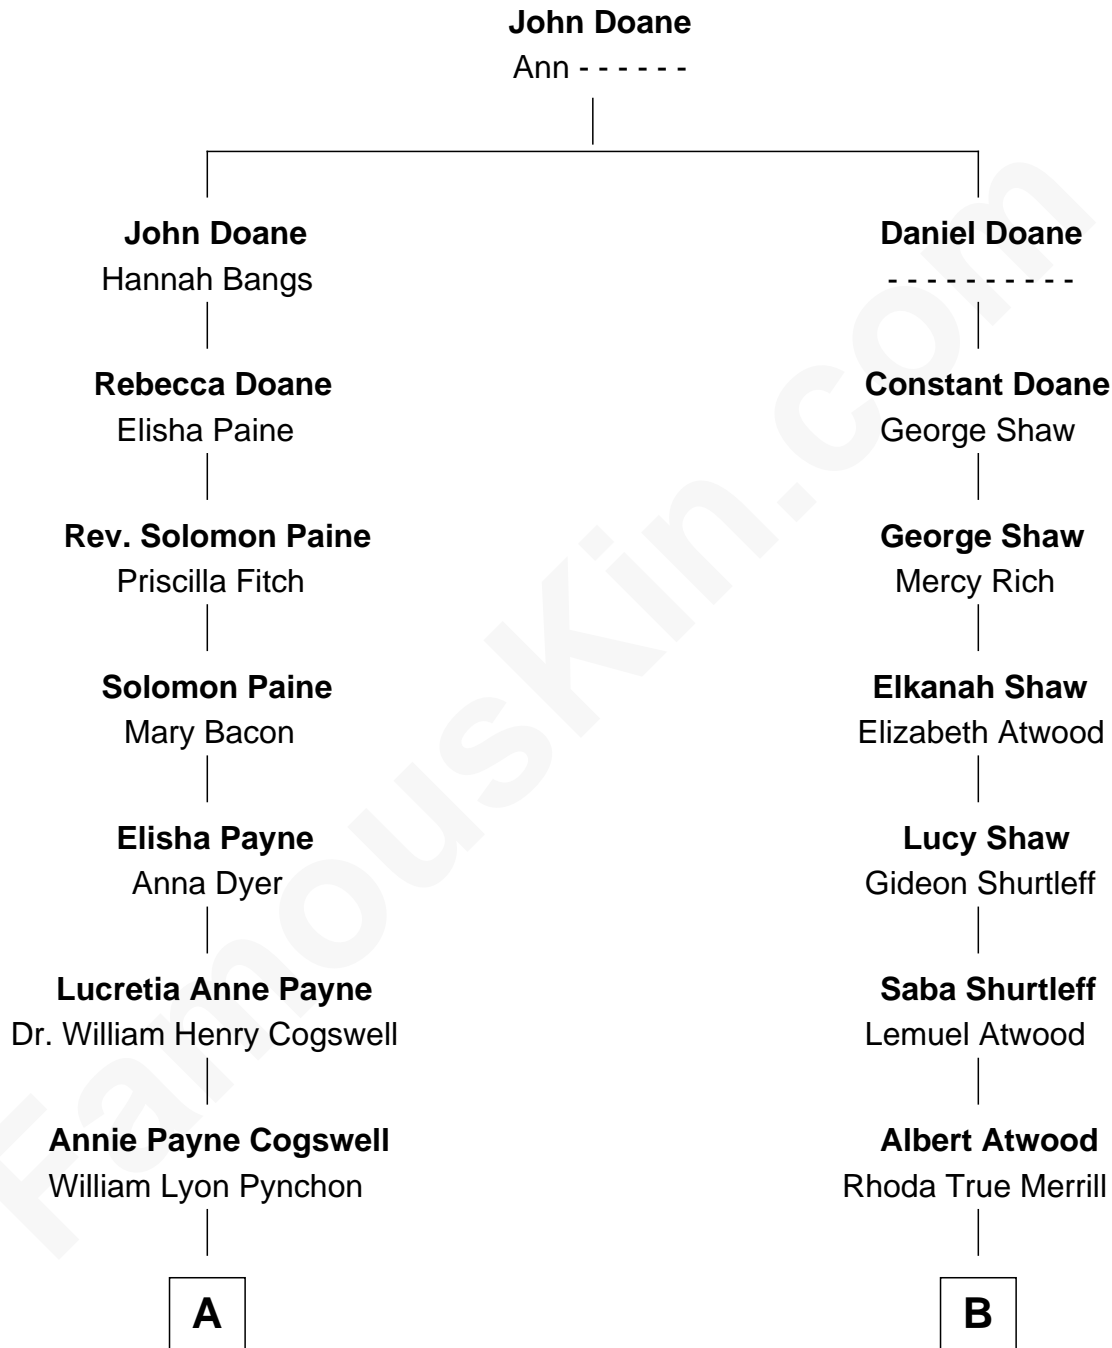 John Doane
Ann - - - - - -
John Doane
Hannah Bangs
Daniel Doane
- - - - - - - - - -
Rebecca Doane
Elisha Paine
Constant Doane
George Shaw
Rev. Solomon Paine
Priscilla Fitch
George Shaw
Mercy Rich
Solomon Paine
Mary Bacon
Elkanah Shaw
Elizabeth Atwood
Elisha Payne
Anna Dyer
Lucy Shaw
Gideon Shurtleff
Lucretia Anne Payne
Dr. William Henry Cogswell
Saba Shurtleff
Lemuel Atwood
Annie Payne Cogswell
William Lyon Pynchon
Albert Atwood
Rhoda True Merrill
A
B
FamousKin.com